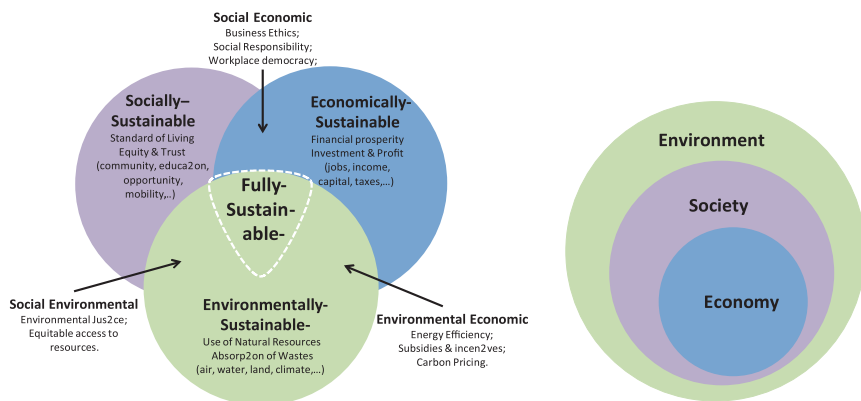 Social Economic
Business Ethics;
Social Responsibility;
Workplace democracy;
Socially–
Sustainable
Standard of Living
Equity & Trust
(community, educa2on,
opportunity,
mobility,..)
Economically-
Sustainable
Financial prosperity
Investment & Profit
(jobs, income,
capital, taxes,…)
Fully-
Sustain-
able-
Social Environmental
Environmental Jus2ce;
Equitable access to
resources.
Environmentally-
Sustainable-
Use of Natural Resources
Absorp2on of Wastes
(air, water, land, climate,…)
Environmental Economic
Energy Efficiency;
Subsidies & incen2ves;
Carbon Pricing.
Environment
Society
Economy